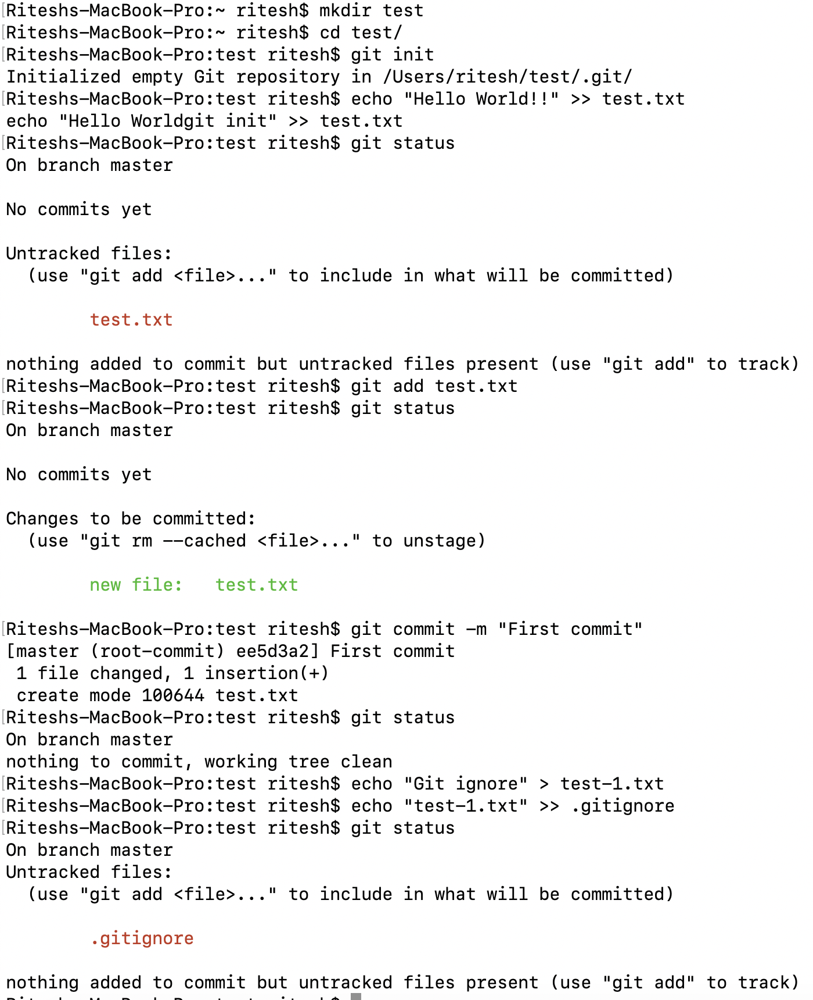 [Riteshs-MacBook-Pro:~ ritesh$ mkdir test
[Riteshs-MacBook-Pro:~ ritesh$ cd test/
[Riteshs-MacBook-Pro:test ritesh$ git init
Initialized empty Git repository in /Users/ritesh/test/.git/
[Riteshs-MacBook-Pro:test ritesh$ echo "Hello World!!" >> test.txt
echo "Hello Worldgit init" >> test.txt
[Riteshs-MacBook-Pro:test ritesh$ git status
On branch master

No commits yet

Untracked files:
  (use "git add <file>..." to include in what will be committed)

        test.txt

nothing added to commit but untracked files present (use "git add" to track)
[Riteshs-MacBook-Pro:test ritesh$ git add test.txt
[Riteshs-MacBook-Pro:test ritesh$ git status
On branch master

No commits yet

Changes to be committed:
  (use "git rm --cached <file>..." to unstage)

        new file:   test.txt

[Riteshs-MacBook-Pro:test ritesh$ git commit -m "First commit"
[master (root-commit) ee5d3a2] First commit
 1 file changed, 1 insertion(+)
 create mode 100644 test.txt
[Riteshs-MacBook-Pro:test ritesh$ git status
On branch master
nothing to commit, working tree clean
[Riteshs-MacBook-Pro:test ritesh$ echo "Git ignore" > test-1.txt
[Riteshs-MacBook-Pro:test ritesh$ echo "test-1.txt" >> .gitignore
[Riteshs-MacBook-Pro:test ritesh$ git status
On branch master
Untracked files:
  (use "git add <file>..." to include in what will be committed)

        .gitignore

nothing added to commit but untracked files present (use "git add" to track)
Riteshs-MacBook-Pro:test ritesh$